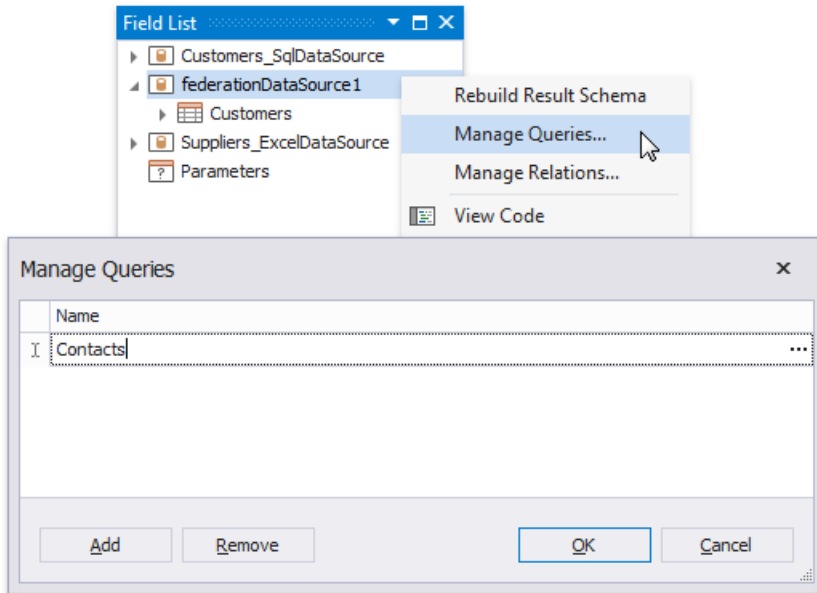 Field List
Customers_SqlDataSource
federationDataSource1
Customers
Suppliers_ExcelDataSource
? Parameters
Rebuild Result Schema
Manage Queries...
Manage Relations...
View Code
Manage Queries
Name
Contacts
Add Remove OK Cancel